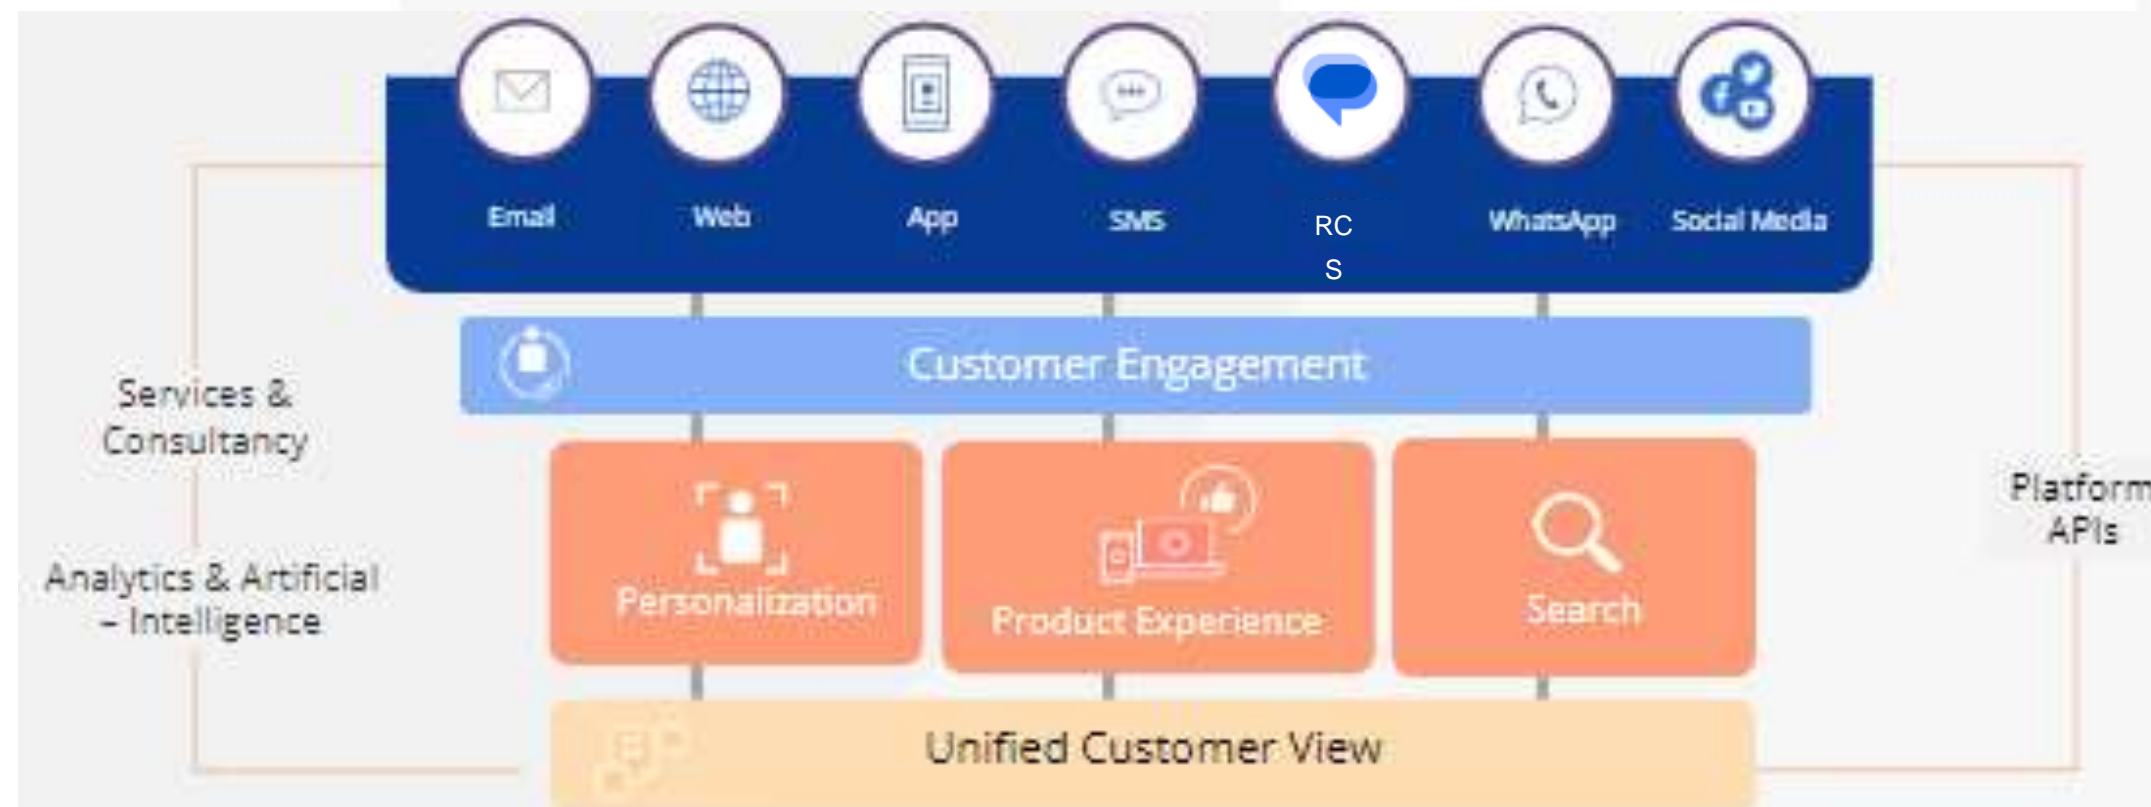 Email
Web
App
SMS
RC
S
WhatsApp
Social Media
Customer Engagement
Services &
Consultancy
Analytics & Artificial
– Intelligence
Personalization
Product Experience
Search
Platform
APIs
Unified Customer View